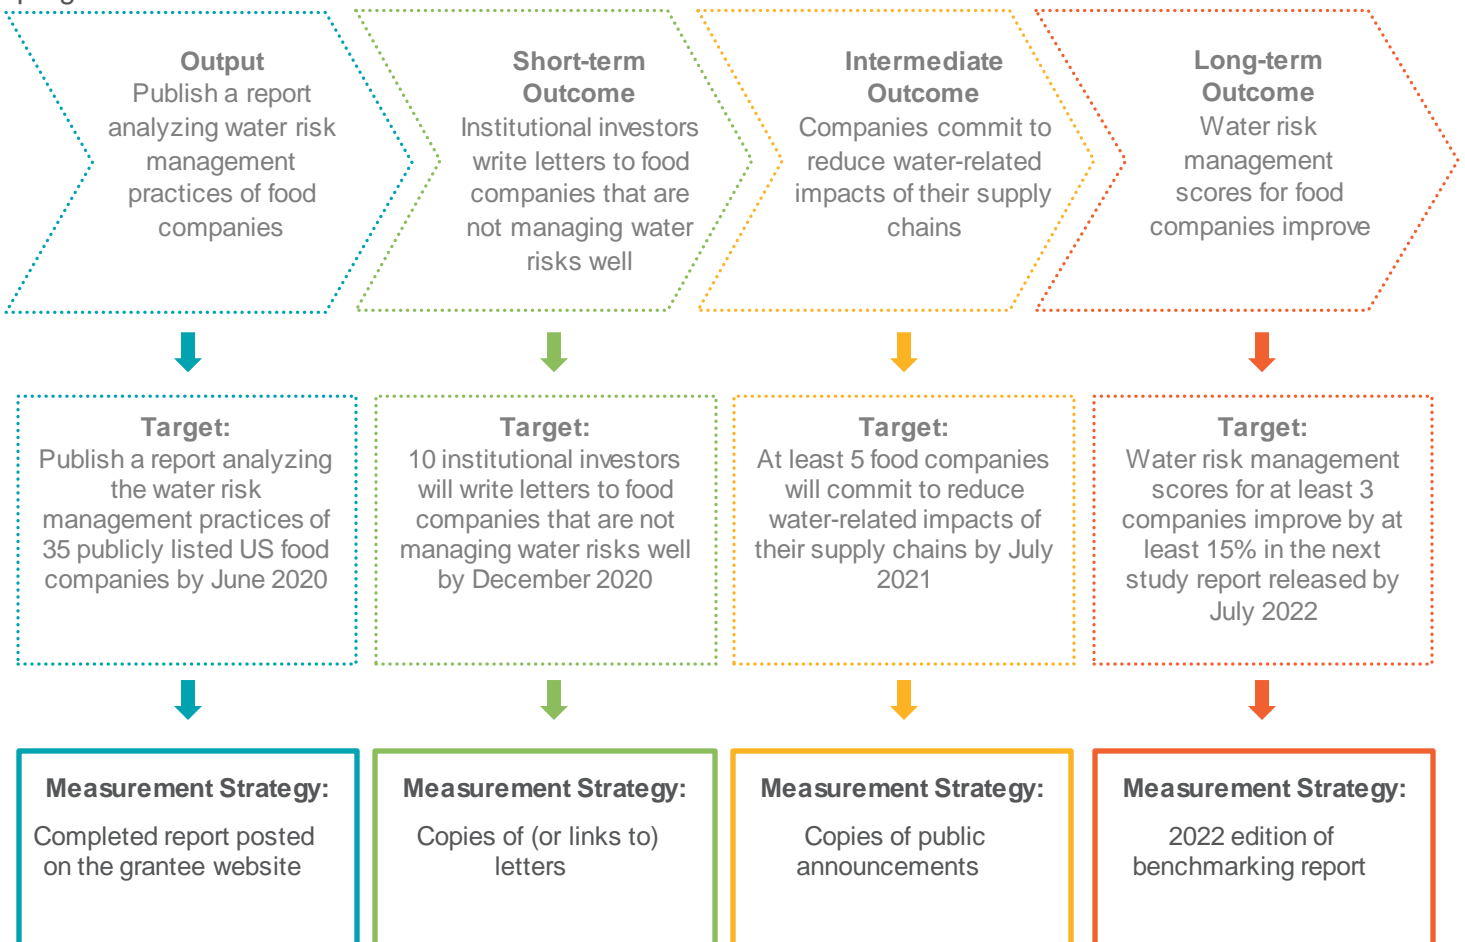 Output
Publish a report
analyzing water risk
management
practices of food
companies
Short-term
Outcome
Institutional investors
write letters to food
companies that are
not managing water
risks well
Intermediate
Outcome
Companies commit to
reduce water-related
impacts of their supply
chains
Long-term
Outcome
Water risk
management
scores for food
companies improve
Target:
Publish a report analyzing
the water risk
management practices of
35 publicly listed US food
companies by June 2020
Target:
10 institutional investors
will write letters to food
companies that are not
managing water risks well
by December 2020
Target:
At least 5 food companies
will commit to reduce
water-related impacts of
their supply chains by July
2021
Target:
Water risk management
scores for at least 3
companies improve by at
least 15% in the next
study report released by
July 2022
Measurement Strategy:
Completed report posted
on the grantee website
Measurement Strategy:
Copies of (or links to)
letters
Measurement Strategy:
Copies of public
announcements
Measurement Strategy:
2022 edition of
benchmarking report